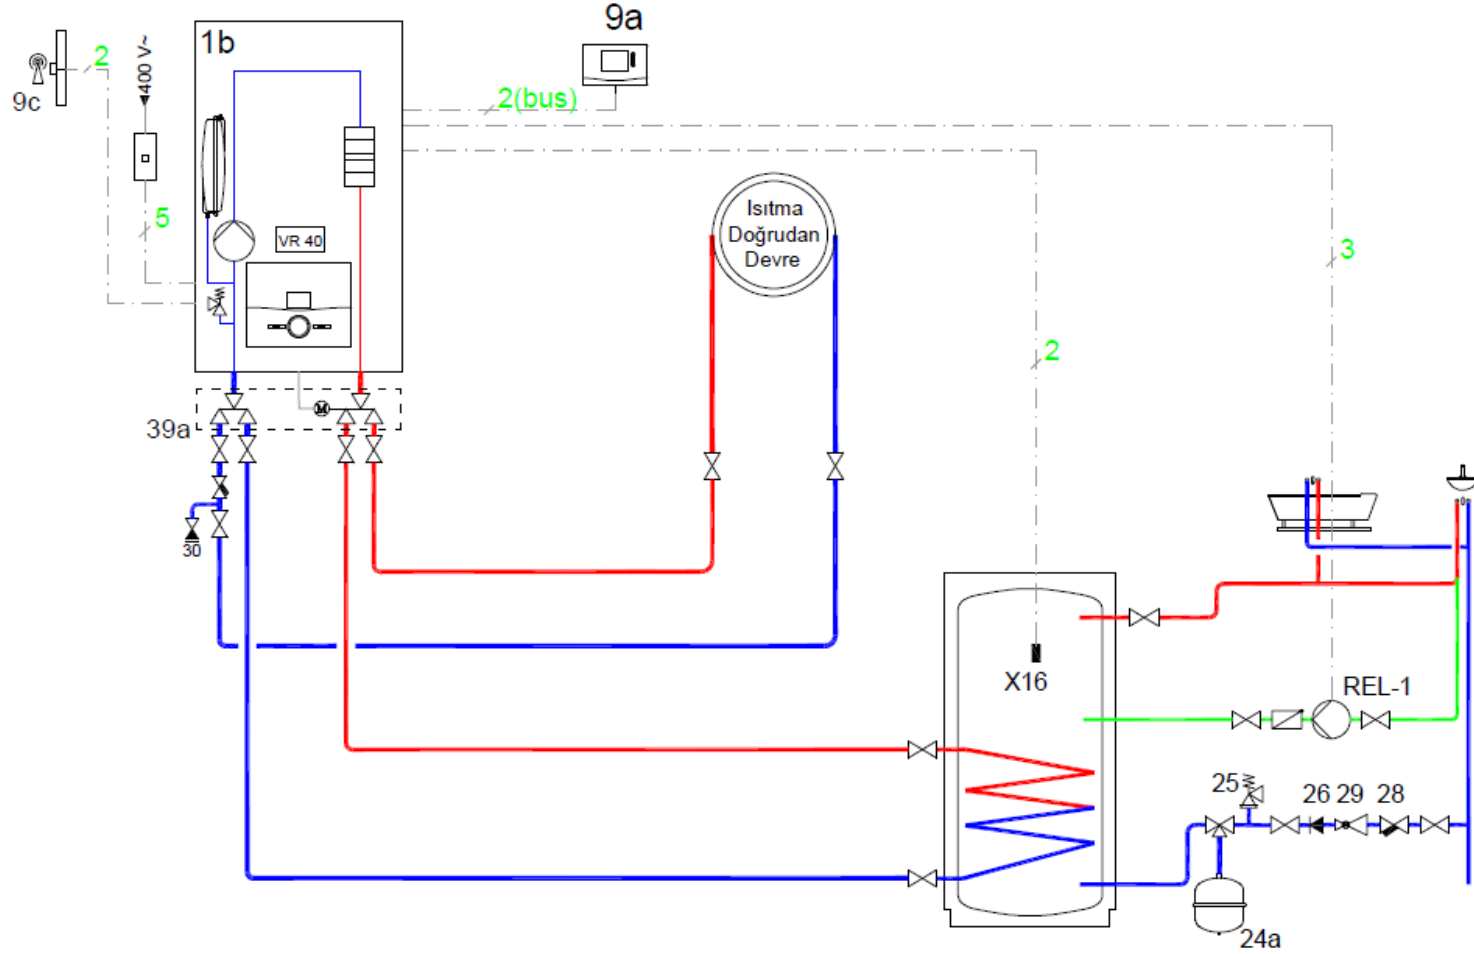 9a
1b
2
400 V~
2(bus)
9c
5
VR 40
Isıtma
Doğrudan
Devre
3
2
M
39a
30
X16
REL-1
25
26
29
28
24a